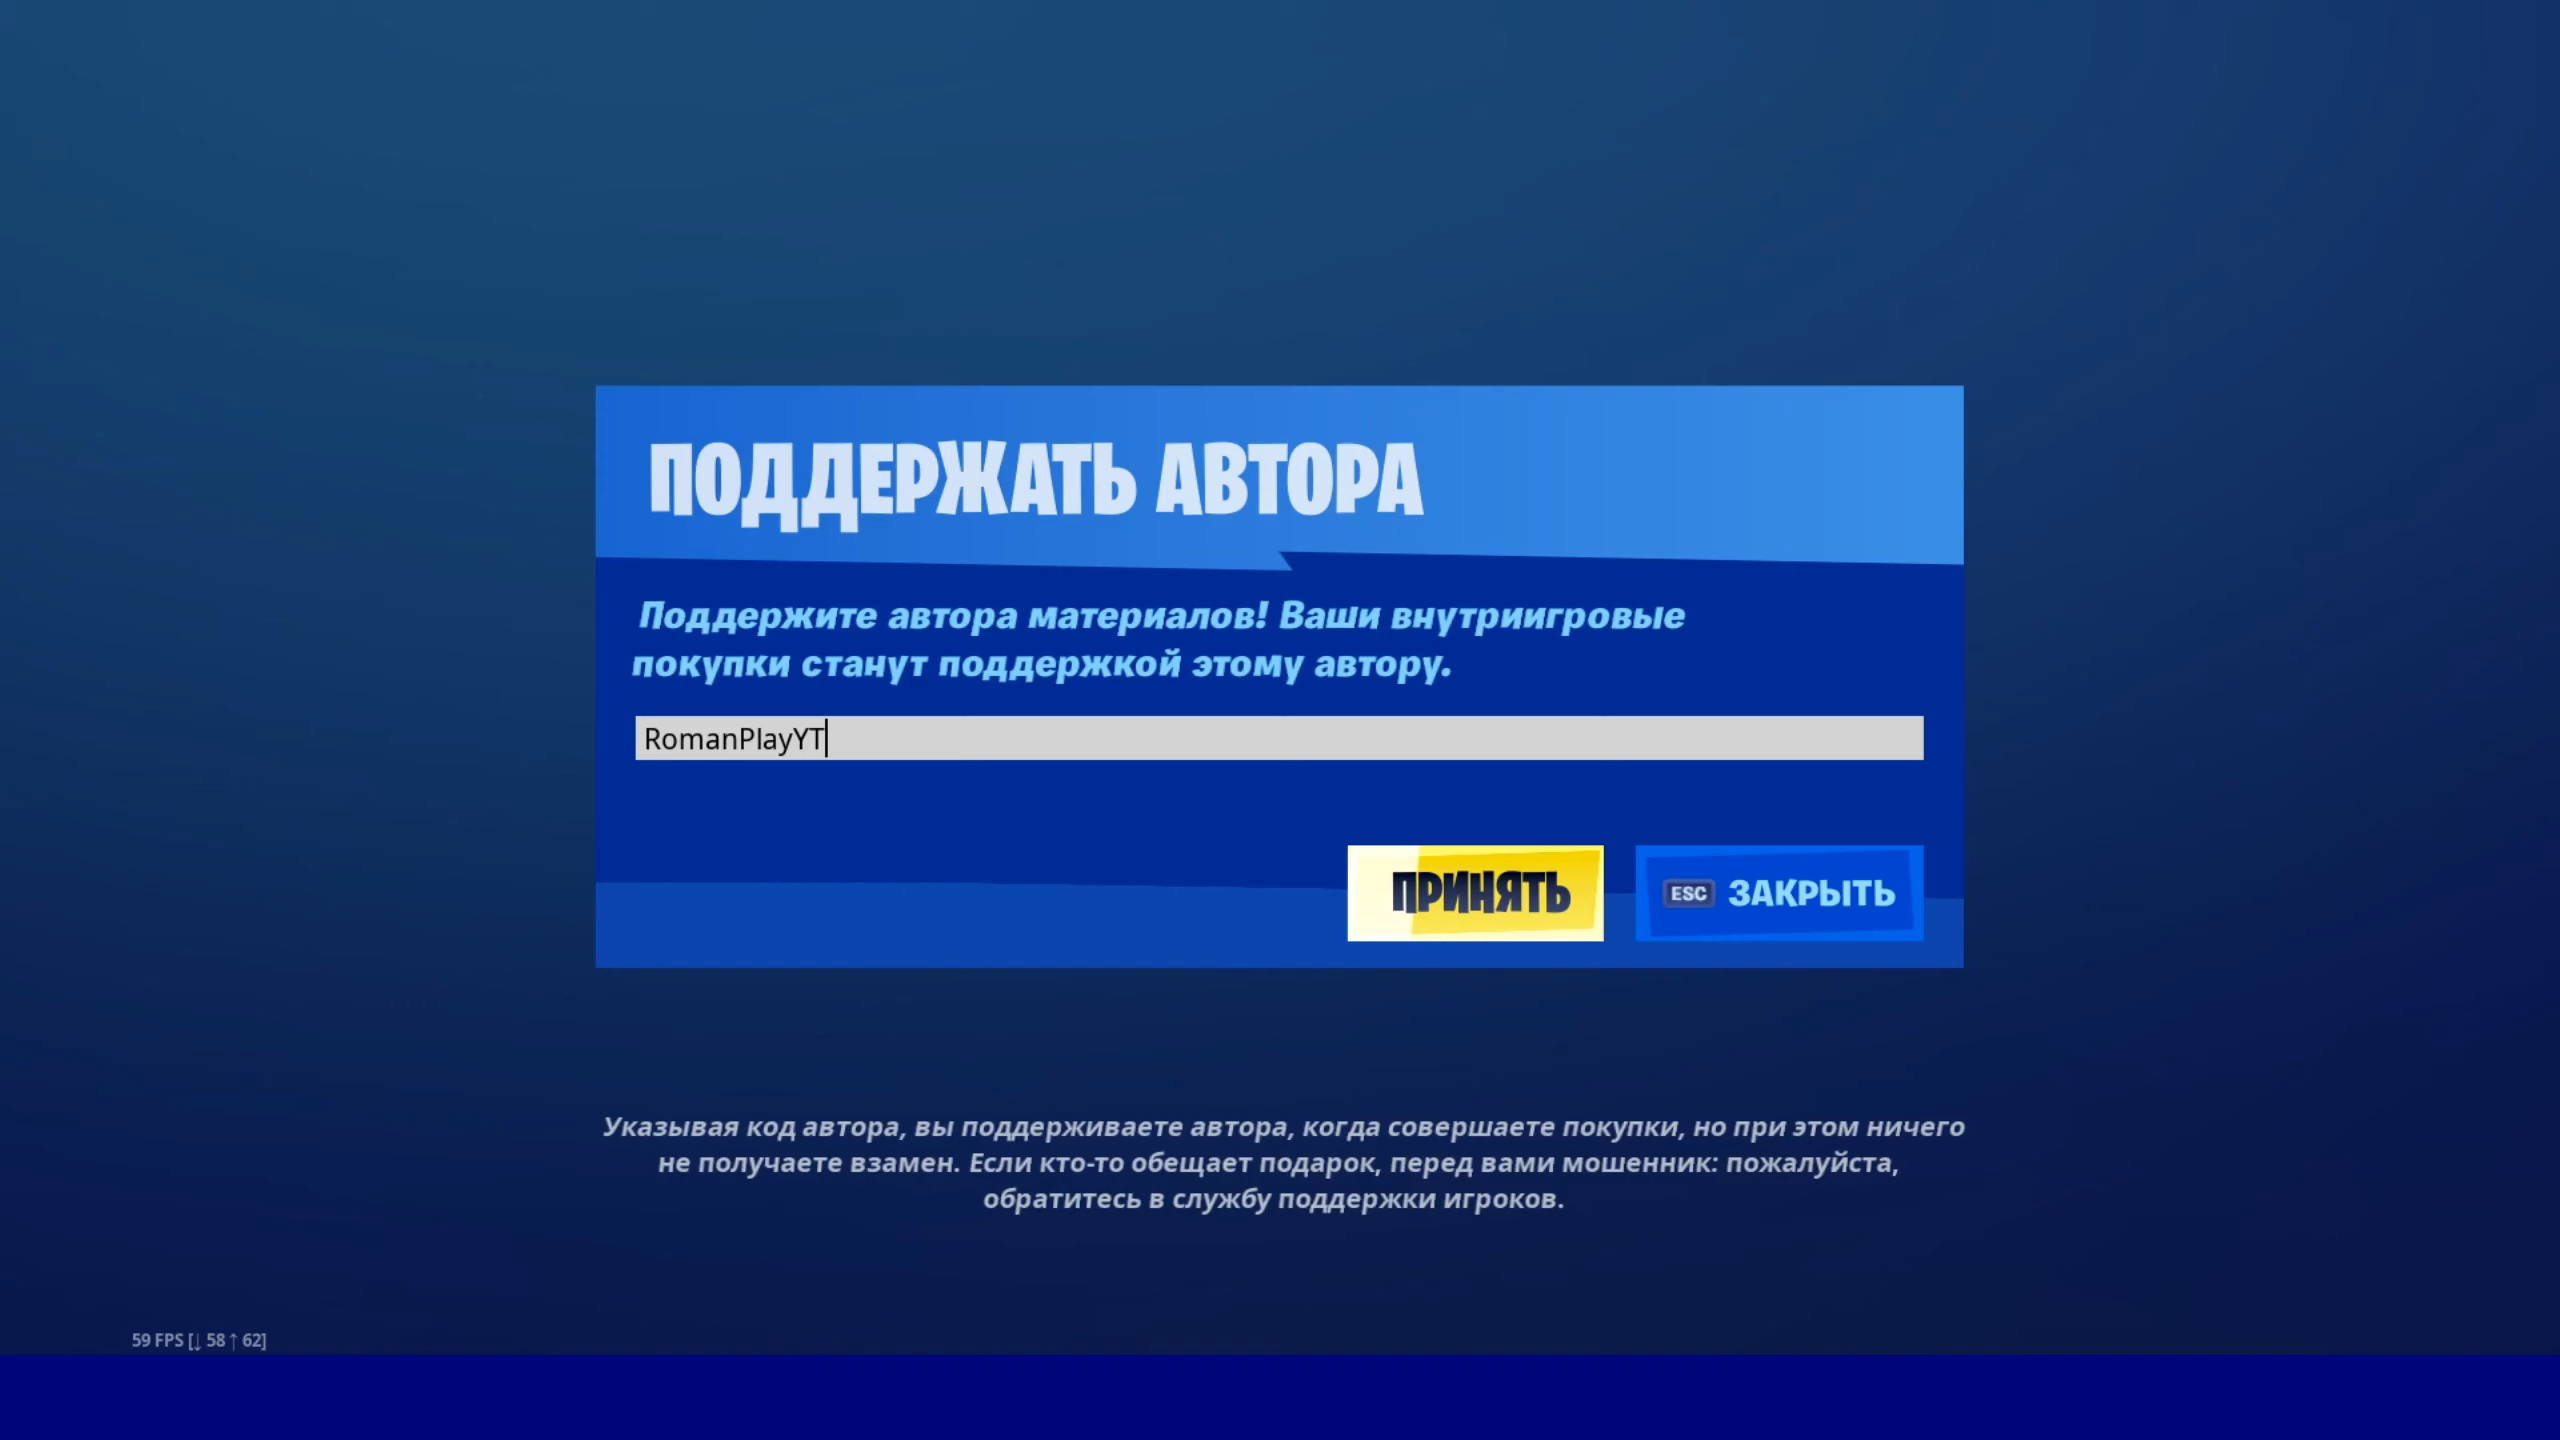 ПОДДЕРЖАТЬ АВТОРА
Поддержите автора материалов! Ваши внутриигровые
покупки станут поддержкой этому автору.
RomanPlayYT
ПРИНЯТЬ
ESC ЗАКРЫТЬ
Указывая код автора, вы поддерживаете автора, когда совершаете покупки, но при этом ничего
не получаете взамен. Если кто-то обещает подарок, перед вами мошенник: пожалуйста,
обратитесь в службу поддержки игроков.
59 FPS [↓ 58 ↑ 62]